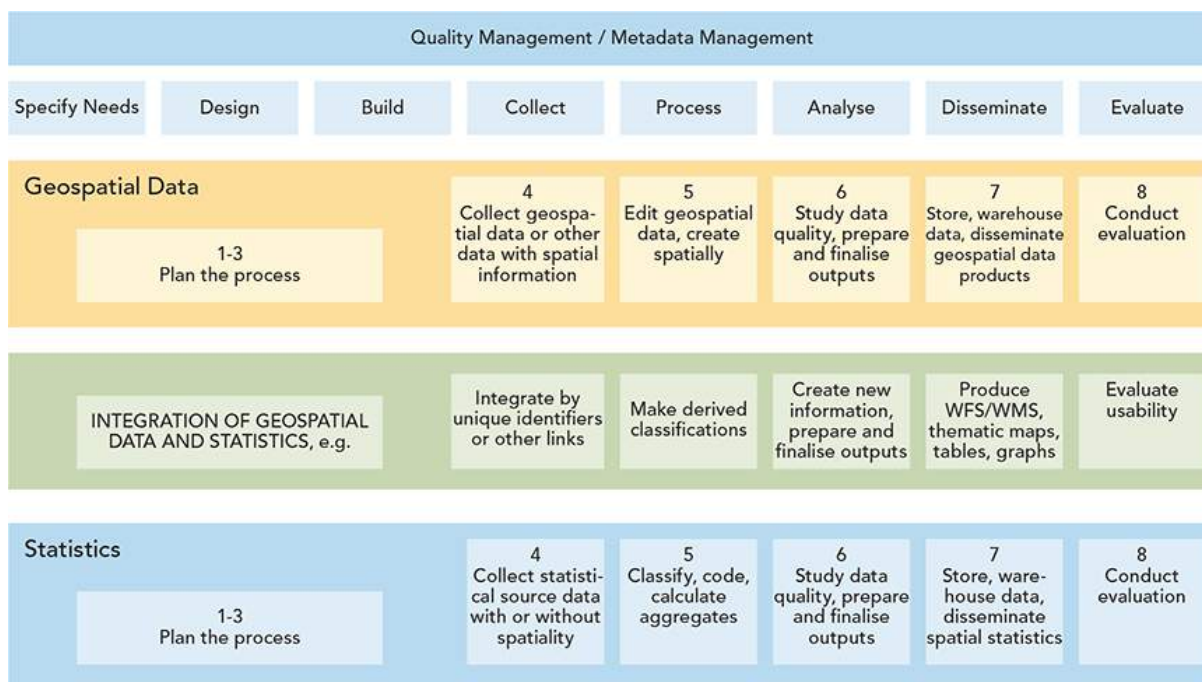 Quality Management / Metadata Management
Specify Needs
Design
Build
Collect
Process
Analyse
Disseminate
Evaluate
Geospatial Data
1-3
Plan the process
4
Collect geospa-
tial data or other
data with spatial
information
5
Edit geospatial
data, create
spatially
6
Study data
quality, prepare
and finalise
outputs
7
Store, warehouse
data, disseminate
geospatial data
products
8
Conduct
evaluation
INTEGRATION OF GEOSPATIAL
DATA AND STATISTICS, e.g.
Integrate by
unique identifiers
or other links
Make derived
classifications
Create new
information,
prepare and
finalise outputs
Produce
WFS/WMS,
thematic maps,
tables, graphs
Evaluate
usability
Statistics
1-3
Plan the process
4
Collect statisti-
cal source data
with or without
spatiality
5
Classify, code,
calculate
aggregates
6
Study data
quality, prepare
and finalise
outputs
7
Store, ware-
house data,
disseminate
spatial statistics
8
Conduct
evaluation